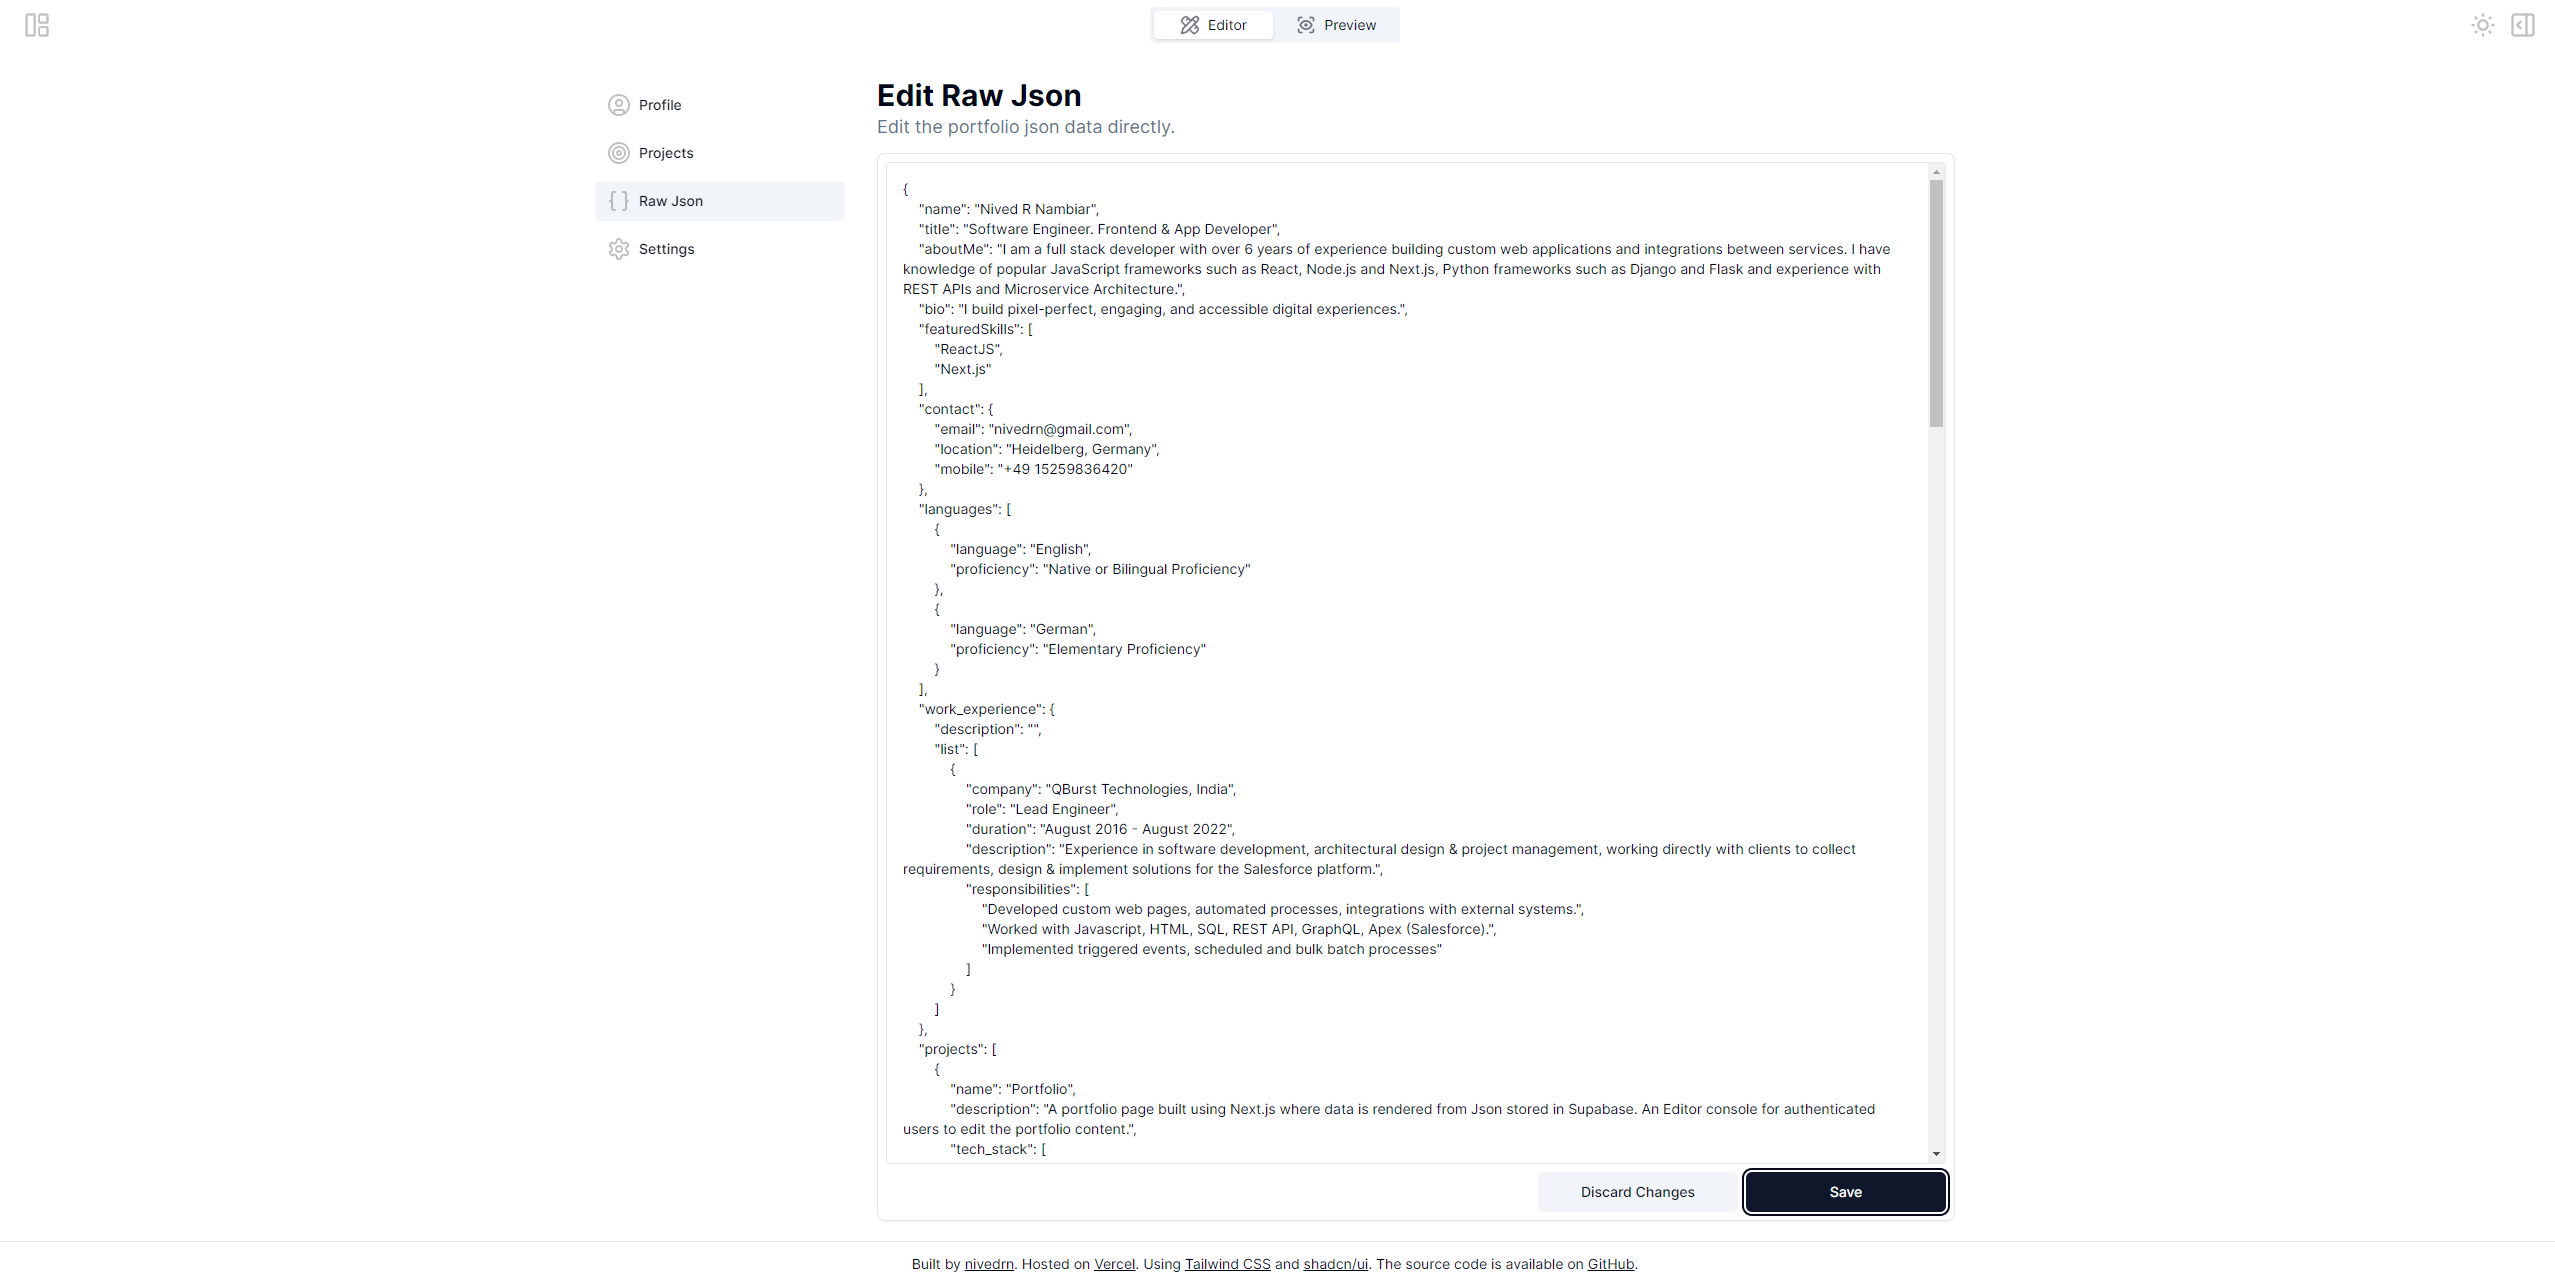 Editor
Preview
Profile
Projects
Raw Json
Settings
Edit Raw Json
Edit the portfolio json data directly.
{
"name": "Nived R Nambiar",
"title": "Software Engineer. Frontend & App Developer",
"aboutMe": "I am a full stack developer with over 6 years of experience building custom web applications and integrations between services. I have
knowledge of popular JavaScript frameworks such as React, Node.js and Next.js, Python frameworks such as Django and Flask and experience with
REST APIs and Microservice Architecture.",
"bio": "I build pixel-perfect, engaging, and accessible digital experiences.",
"featuredSkills": [
"ReactJS",
"Next.js"
],
"contact": {
"email": "nivedrn@gmail.com",
"location": "Heidelberg, Germany",
"mobile": "+49 15259836420"
},
"languages": [
{
"language": "English",
"proficiency": "Native or Bilingual Proficiency"
},
{
"language": "German",
"proficiency": "Elementary Proficiency"
}
],
"work_experience": {
"description": "",
"list": [
{
"company": "QBurst Technologies, India",
"role": "Lead Engineer",
"duration": "August 2016 - August 2022",
"description": "Experience in software development, architectural design & project management, working directly with clients to collect
requirements, design & implement solutions for the Salesforce platform.",
"responsibilities": [
"Developed custom web pages, automated processes, integrations with external systems.",
"Worked with Javascript, HTML, SQL, REST API, GraphQL, Apex (Salesforce).",
"Implemented triggered events, scheduled and bulk batch processes"
]
}
]
},
"projects": [
{
"name": "Portfolio",
"description": "A portfolio page built using Next.js where data is rendered from Json stored in Supabase. An Editor console for authenticated
users to edit the portfolio content.",
"tech_stack": [
Discard Changes
Save
Built by nivedrn. Hosted on Vercel. Using Tailwind CSS and shadcn/ui. The source code is available on GitHub.